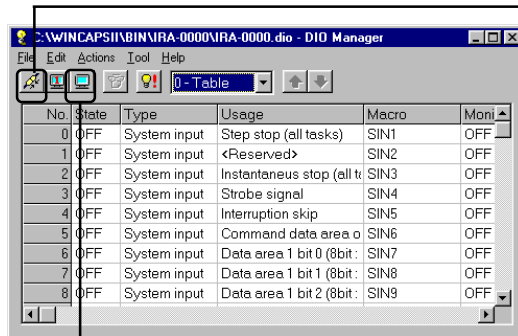 C:\WINCAPSII\BIN\IRA-0000\IRA-0000.dio - DIO Manager
File Edit Actions Tool Help
0 - Table
No. State Type Usage Macro Moni
0 OFF System input Step stop (all tasks) SIN1 OFF
1 OFF System input <Reserved> SIN2 OFF
2 OFF System input Instantaneus stop (all ta SIN3 OFF
3 OFF System input Strobe signal SIN4 OFF
4 OFF System input Interruption skip SIN5 OFF
5 OFF System input Command data area o SIN6 OFF
6 OFF System input Data area 1 bit 0 (8bit : SIN7 OFF
7 OFF System input Data area 1 bit 1 (8bit : SIN8 OFF
8 OFF System input Data area 1 bit 2 (8bit : SIN9 OFF